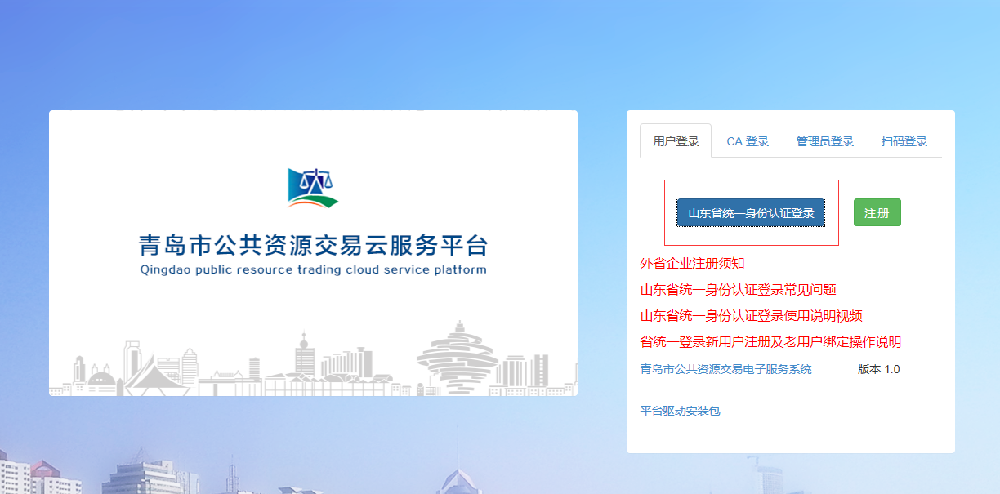 青岛市公共资源交易云服务平台
Qingdao public resource trading cloud service platform
用户登录 CA 登录 管理员登录 扫码登录
山东省统一身份认证登录 注册
外省企业注册须知
山东省统一身份认证登录常见问题
山东省统一身份认证登录使用说明视频
省统一登录新用户注册及老用户绑定操作说明
青岛市公共资源交易电子服务系统 版本 1.0
平台驱动安装包